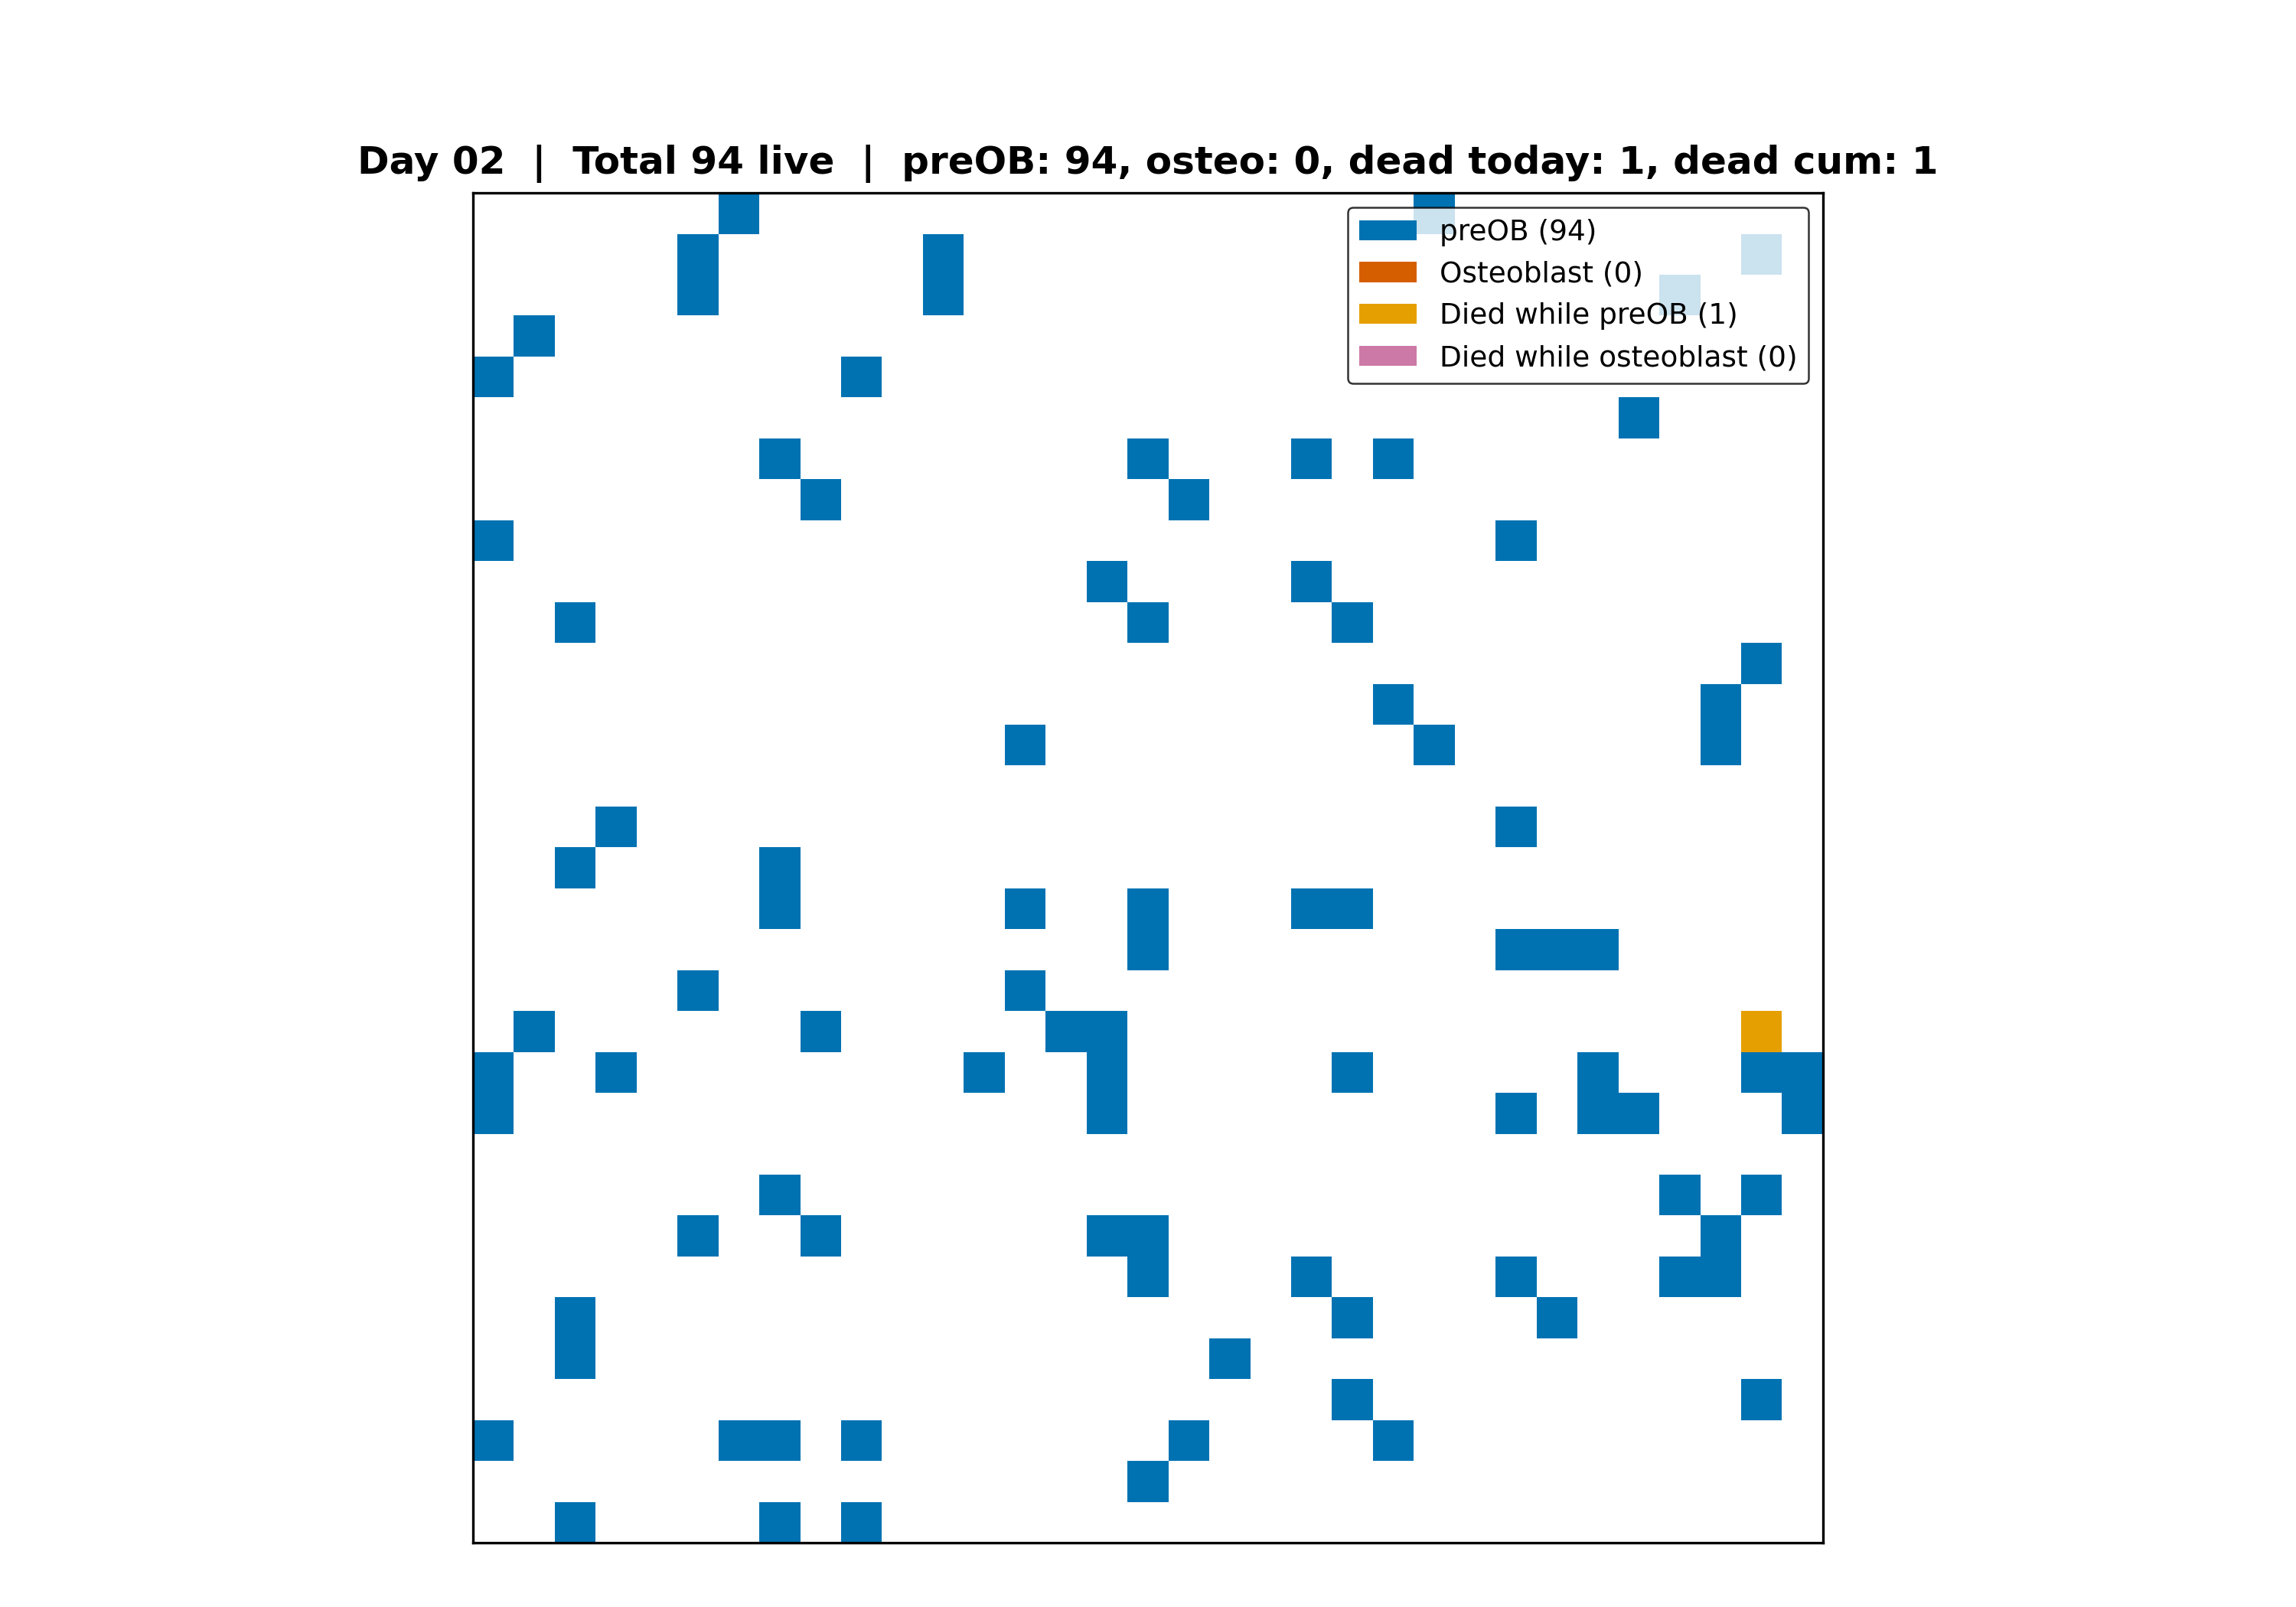 Day 02 | Total 94 live | preOB: 94, osteo: 0, dead today: 1, dead cum: 1
preOB (94)
Osteoblast (0)
Died while preOB (1)
Died while osteoblast (0)